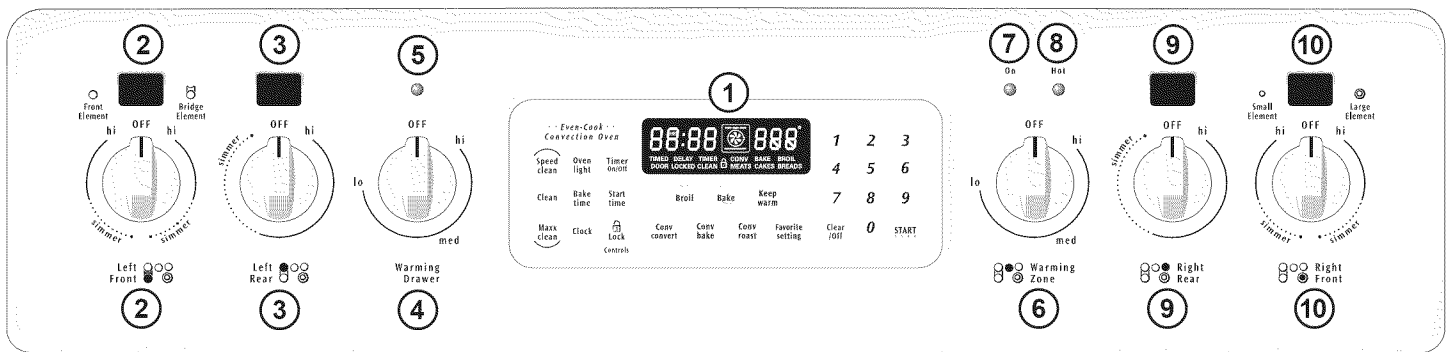 2
3
5
7
8
9
10
On
Hot
1
Front
Element
Bridge
Element
Small
Element
Large
Element
OFF
hi
hi
simmer
simmer
OFF
hi
simmer
OFF
hi
lo
med
· · Even-Cook · ·
Convection Oven
88:88 888°
TIMED DELAY TIMER CONV BAKE BROIL
DOOR LOCKED CLEAN MEATS CAKES BREADS
Speed
clean
Oven
light
Timer
On/Off
Clean
Bake
time
Start
time
Maxx
clean
Clock
Lock
Controls
Broil
Bake
Keep
warm
Conv
convert
Conv
bake
Conv
roast
Favorite
setting
Clear
/Off
1 2 3
4 5 6
7 8 9
0 START
OFF
hi
lo
med
OFF
hi
simmer
OFF
hi
hi
simmer
simmer
Left
Front
Left
Rear
Warming
Drawer
Warming
Zone
Right
Rear
Right
Front
2
3
4
6
9
10